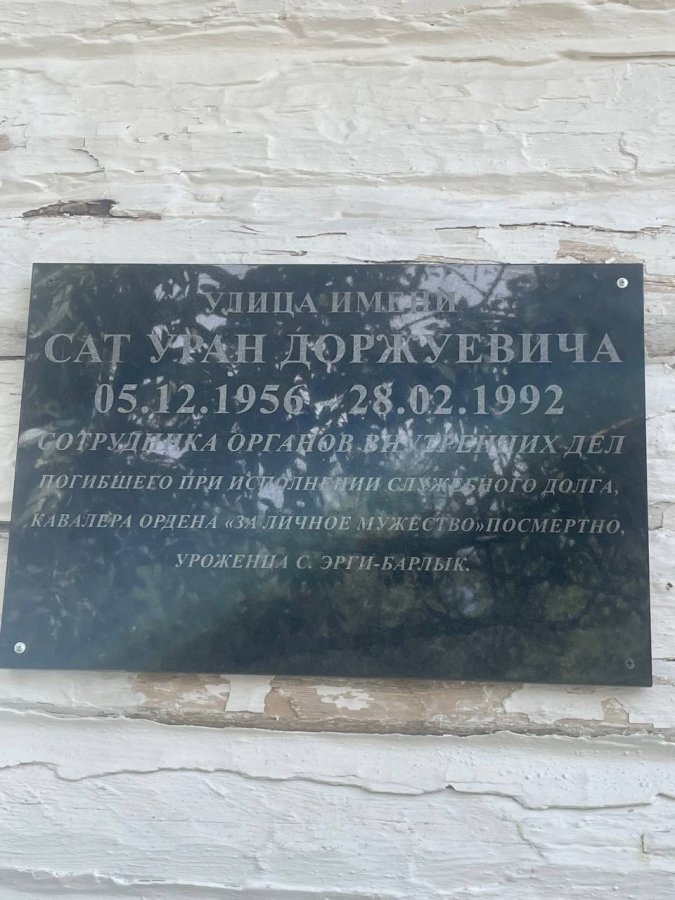 УЛИЦА ИМЕНИ
САТ УРАН ДОРЖУЕВИЧА
05.12.1956 - 28.02.1992
СОТРУДНИКА ОРГАНОВ ВНУТРЕННИХ ДЕЛ
ПОГИБШЕГО ПРИ ИСПОЛНЕНИИ СЛУЖЕБНОГО ДОЛГА,
КАВАЛЕРА ОРДЕНА «ЗА ЛИЧНОЕ МУЖЕСТВО»ПОСМЕРТНО,
УРОЖЕНЦА С. ЭРГИ-БАРЛЫК.